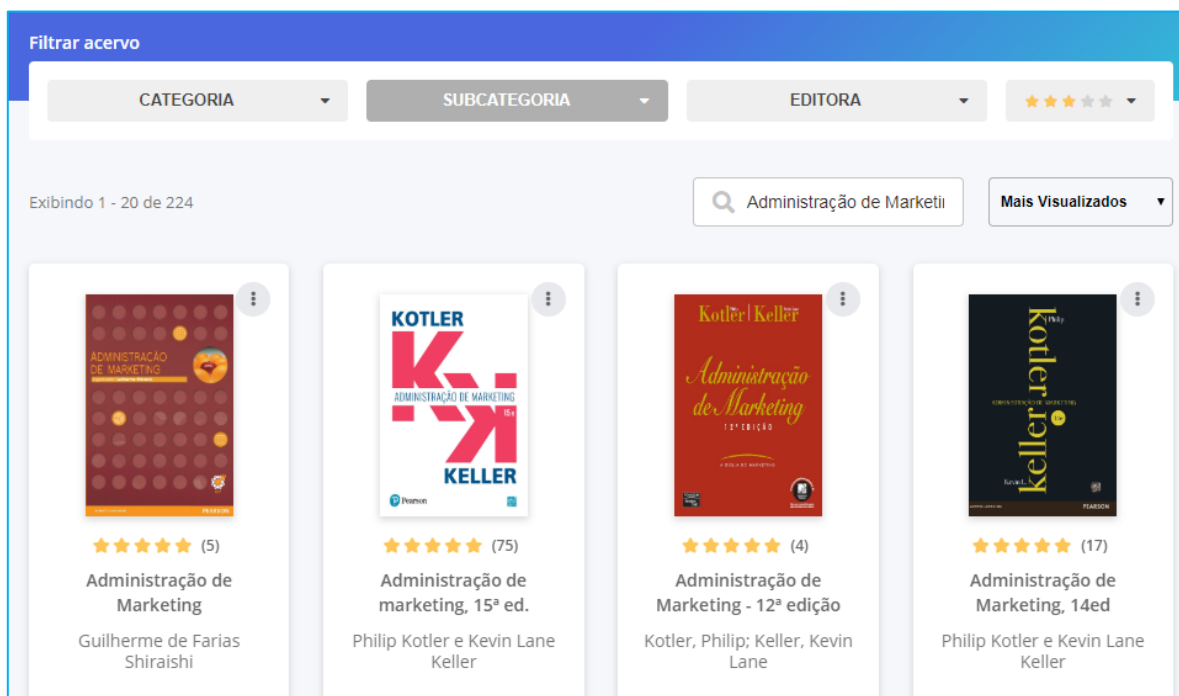 Filtrar acervo
CATEGORIA
SUBCATEGORIA
EDITORA
Exibindo 1 - 20 de 224
Administração de Marketin
Mais Visualizados
ADMINISTRAÇÃO
DE MARKETING
PEARSON
KOTLER
ADMINISTRAÇÃO DE MARKETING
15e
KELLER
Pearson
Kotler | Keller
Administração
de Marketing
12ª EDIÇÃO
A BÍBLIA DO MARKETING
Philip
kotler
ADMINISTRAÇÃO DE MARKETING
keller
Kevin L.
PEARSON
(5)
(75)
(4)
(17)
Administração de
Marketing
Administração de
marketing, 15ª ed.
Administração de
Marketing - 12ª edição
Administração de
Marketing, 14ed
Guilherme de Farias
Shiraishi
Philip Kotler e Kevin Lane
Keller
Kotler, Philip; Keller, Kevin
Lane
Philip Kotler e Kevin Lane
Keller